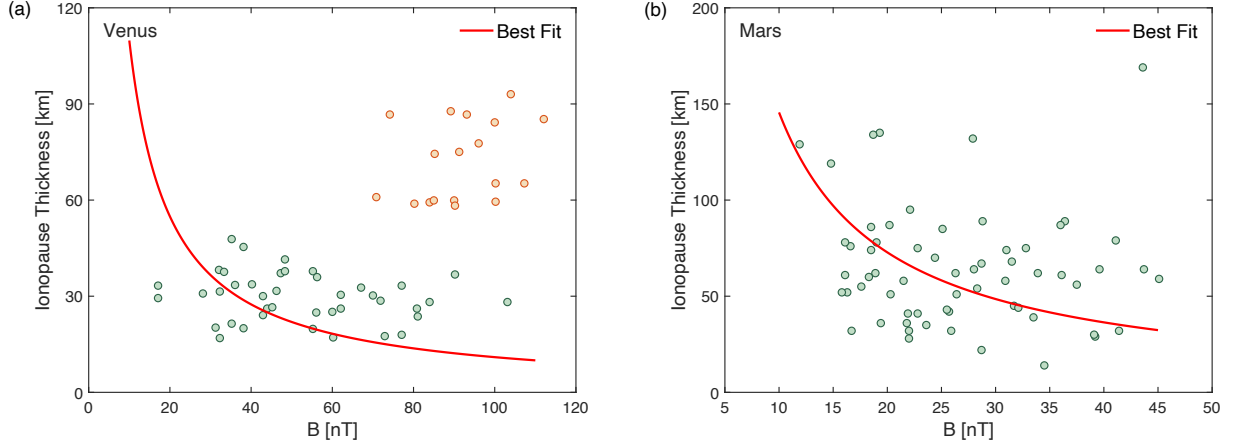 (a)
Venus
Best Fit
Ionopause Thickness [km]
120
90
60
30
0
0 20 40 60 80 100 120
B [nT]
(b)
Mars
Best Fit
Ionopause Thickness [km]
200
150
100
50
0
5 10 15 20 25 30 35 40 45 50
B [nT]